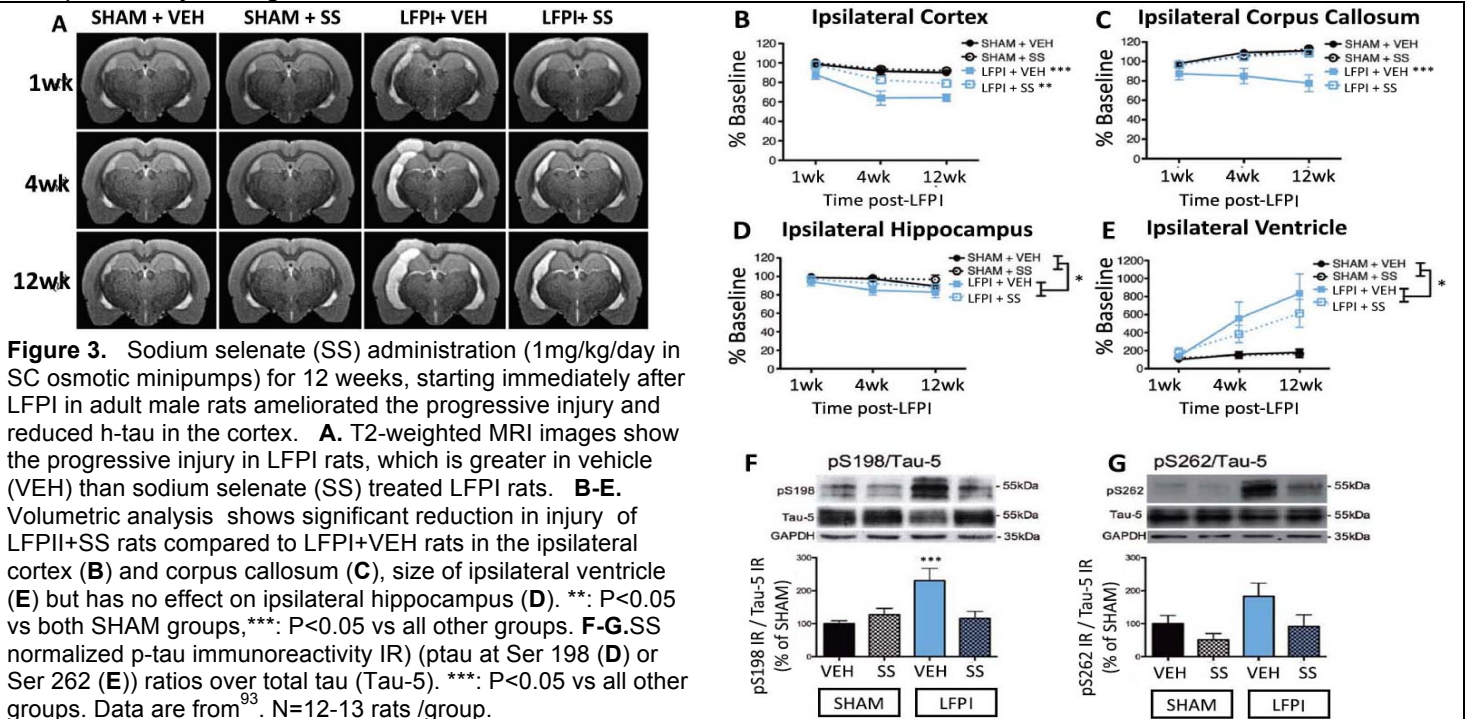 A SHAM + VEH SHAM + SS LFPI+ VEH LFPI+ SS
1wk
4wk
12wk
Figure 3. Sodium selenate (SS) administration (1mg/kg/day in
SC osmotic minipumps) for 12 weeks, starting immediately after
LFPI in adult male rats ameliorated the progressive injury and
reduced h-tau in the cortex. A. T2-weighted MRI images show
the progressive injury in LFPI rats, which is greater in vehicle
(VEH) than sodium selenate (SS) treated LFPI rats. B-E.
Volumetric analysis shows significant reduction in injury of
LFPII+SS rats compared to LFPI+VEH rats in the ipsilateral
cortex (B) and corpus callosum (C), size of ipsilateral ventricle
(E) but has no effect on ipsilateral hippocampus (D). **: P<0.05
vs both SHAM groups,***: P<0.05 vs all other groups. F-G.SS
normalized p-tau immunoreactivity IR) (ptau at Ser 198 (D) or
Ser 262 (E)) ratios over total tau (Tau-5). ***: P<0.05 vs all other
groups. Data are from93. N=12-13 rats /group.
B Ipsilateral Cortex
% Baseline
120
100
80
60
40
20
0
SHAM + VEH
SHAM + SS
LFPI + VEH ***
LFPI + SS **
1wk 4wk 12wk
Time post-LFPI
C Ipsilateral Corpus Callosum
% Baseline
120
100
80
60
40
20
0
SHAM + VEH
SHAM + SS
LFPI + VEH ***
LFPI + SS
1wk 4wk 12wk
Time post-LFPI
D Ipsilateral Hippocampus
% Baseline
120
100
80
60
40
20
0
SHAM + VEH
SHAM + SS
LFPI + VEH
LFPI + SS
*
1wk 4wk 12wk
Time post-LFPI
E Ipsilateral Ventricle
% Baseline
1200
1000
800
600
400
200
0
SHAM + VEH
SHAM + SS
LFPI + VEH
LFPI + SS
*
1wk 4wk 12wk
Time post-LFPI
F pS198/Tau-5
pS198 - 55kDa
Tau-5 - 55kDa
GAPDH - 35kDa
pS198 IR / Tau-5 IR
(% of SHAM)
300
200
100
0
***
VEH SS VEH SS
SHAM LFPI
G pS262/Tau-5
pS262 - 55kDa
Tau-5 - 55kDa
GAPDH - 35kDa
pS262 IR / Tau-5 IR
(% of SHAM)
300
200
100
0
VEH SS VEH SS
SHAM LFPI